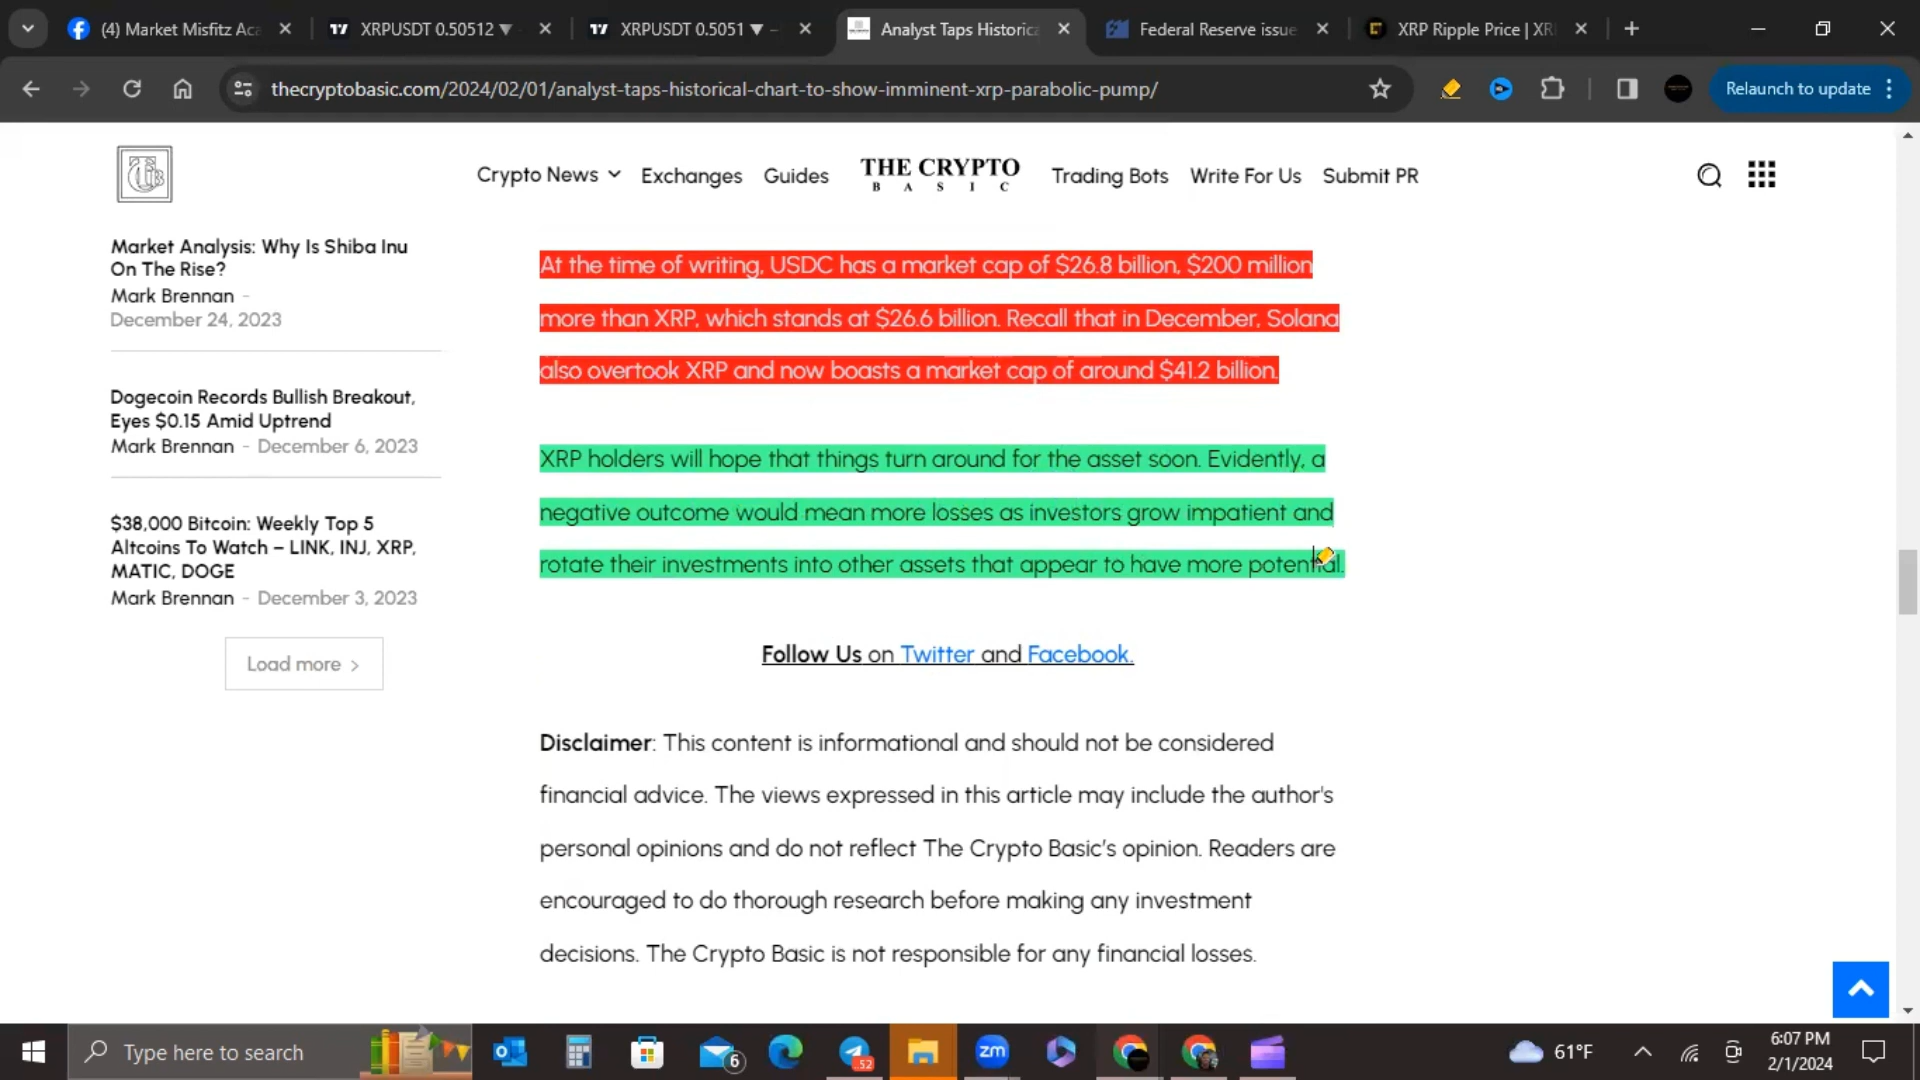 (4) Market Misfitz Aca
XRPUSDT 0.50512 ▼
XRPUSDT 0.5051 ▼ -
Analyst Taps Historica
Federal Reserve issue
XRP Ripple Price | XR
thecryptobasic.com/2024/02/01/analyst-taps-historical-chart-to-show-imminent-xrp-parabolic-pump/
Relaunch to update
Crypto News
Exchanges
Guides
THE CRYPTO
BASIC
Trading Bots
Write For Us
Submit PR
Market Analysis: Why Is Shiba Inu
On The Rise?
Mark Brennan -
December 24, 2023
Dogecoin Records Bullish Breakout,
Eyes $0.15 Amid Uptrend
Mark Brennan - December 6, 2023
$38,000 Bitcoin: Weekly Top 5
Altcoins To Watch – LINK, INJ, XRP,
MATIC, DOGE
Mark Brennan - December 3, 2023
Load more >
At the time of writing, USDC has a market cap of $26.8 billion, $200 million
more than XRP, which stands at $26.6 billion. Recall that in December, Solana
also overtook XRP and now boasts a market cap of around $41.2 billion.
XRP holders will hope that things turn around for the asset soon. Evidently, a
negative outcome would mean more losses as investors grow impatient and
rotate their investments into other assets that appear to have more potential.
Follow Us on Twitter and Facebook.
Disclaimer: This content is informational and should not be considered
financial advice. The views expressed in this article may include the author's
personal opinions and do not reflect The Crypto Basic's opinion. Readers are
encouraged to do thorough research before making any investment
decisions. The Crypto Basic is not responsible for any financial losses.
Type here to search
6
52
zm
61°F
6:07 PM
2/1/2024